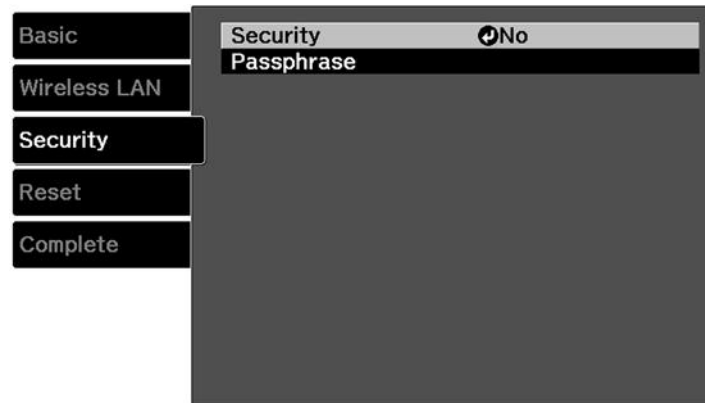 Basic
Wireless LAN
Security
Reset
Complete
Security No
Passphrase